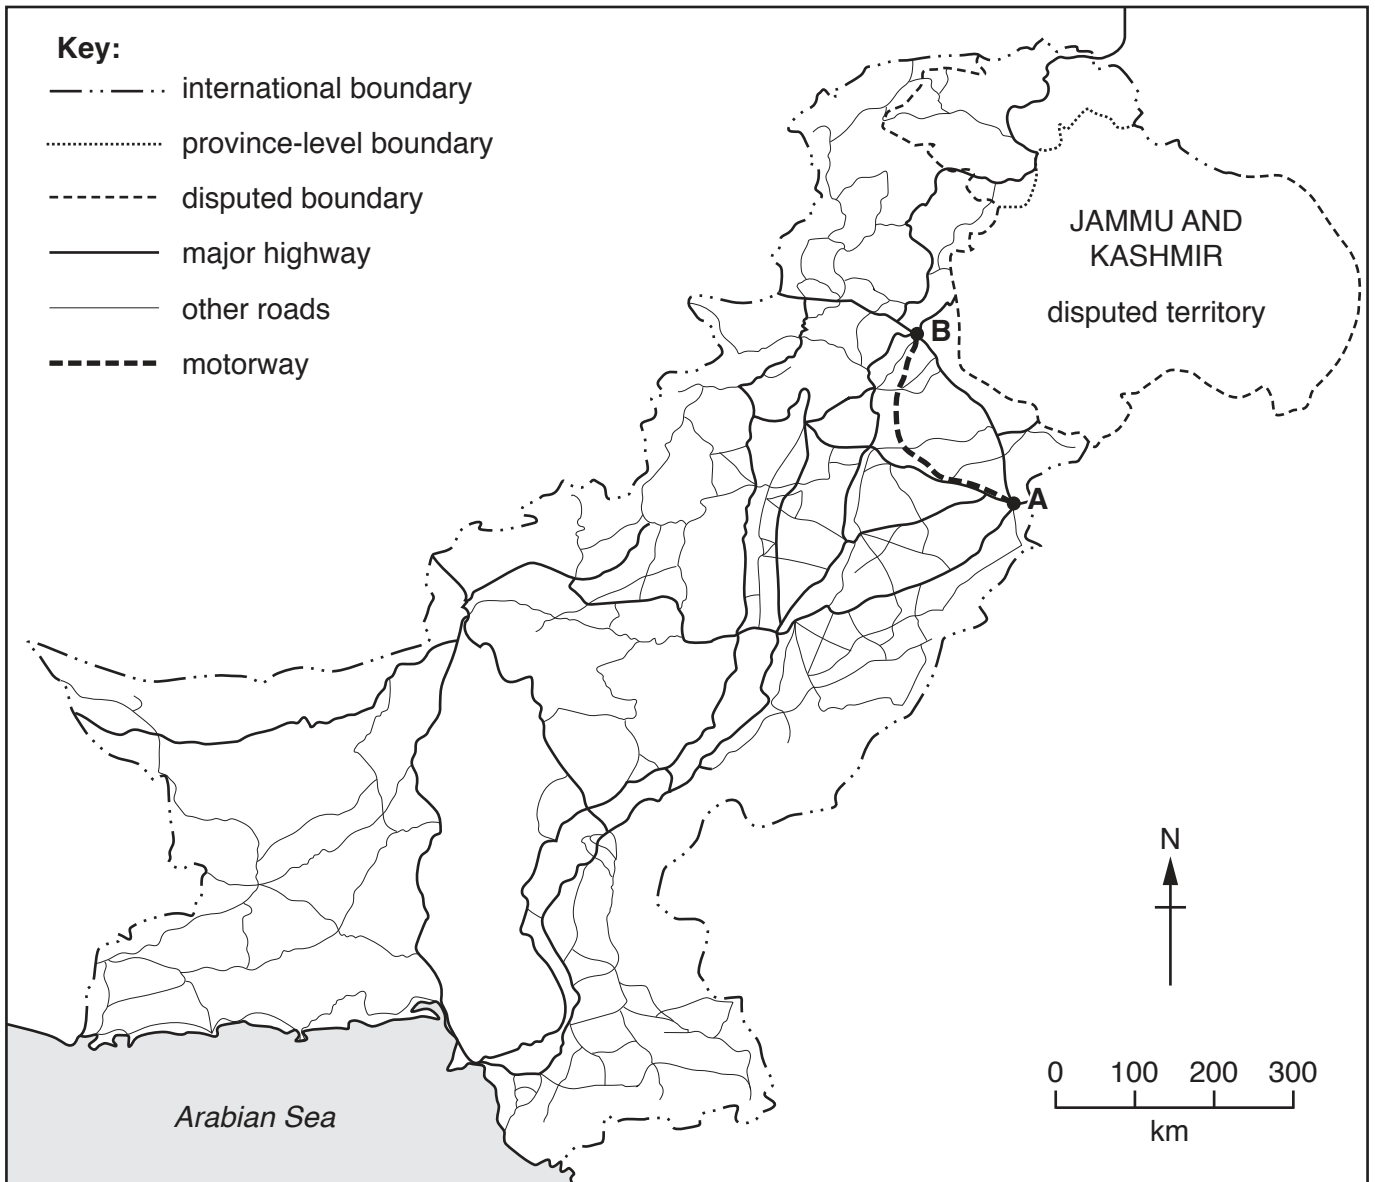 Key:
international boundary
province-level boundary
disputed boundary
major highway
other roads
motorway
JAMMU AND
KASHMIR
disputed territory
B
A
N
0 100 200 300
km
Arabian Sea